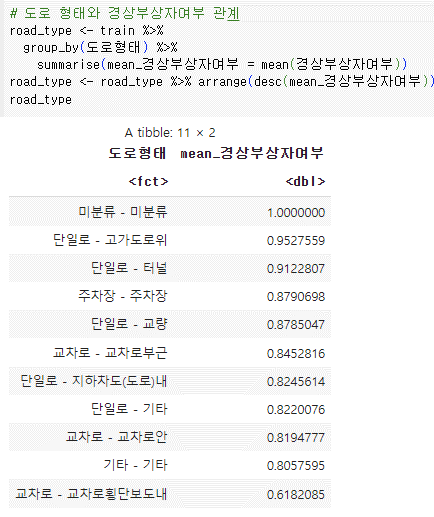 # 도로 형태와 경상부상자여부 관계
road_type <- train %>%
group_by(도로형태) %>%
summarise(mean_경상부상자여부 = mean(경상부상자여부))
road_type <- road_type %>% arrange(desc(mean_경상부상자여부))
road_type
A tibble: 11 × 2
도로형태 mean_경상부상자여부
<fct> <dbl>
미분류 - 미분류 1.0000000
단일로 - 고가도로위 0.9527559
단일로 - 터널 0.9122807
주차장 - 주차장 0.8790698
단일로 - 교량 0.8785047
교차로 - 교차로부근 0.8452816
단일로 - 지하차도(도로)내 0.8245614
단일로 - 기타 0.8220076
교차로 - 교차로안 0.8194777
기타 - 기타 0.8057595
교차로 - 교차로횡단보도내 0.6182085